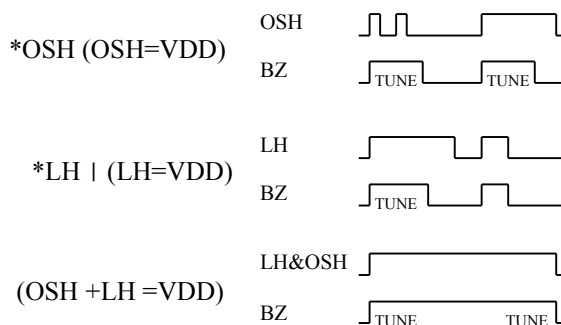 *OSH (OSH=VDD)
OSH
BZ
TUNE
TUNE
*LH | (LH=VDD)
LH
BZ
TUNE
(OSH +LH =VDD)
LH&OSH
BZ
TUNE
TUNE